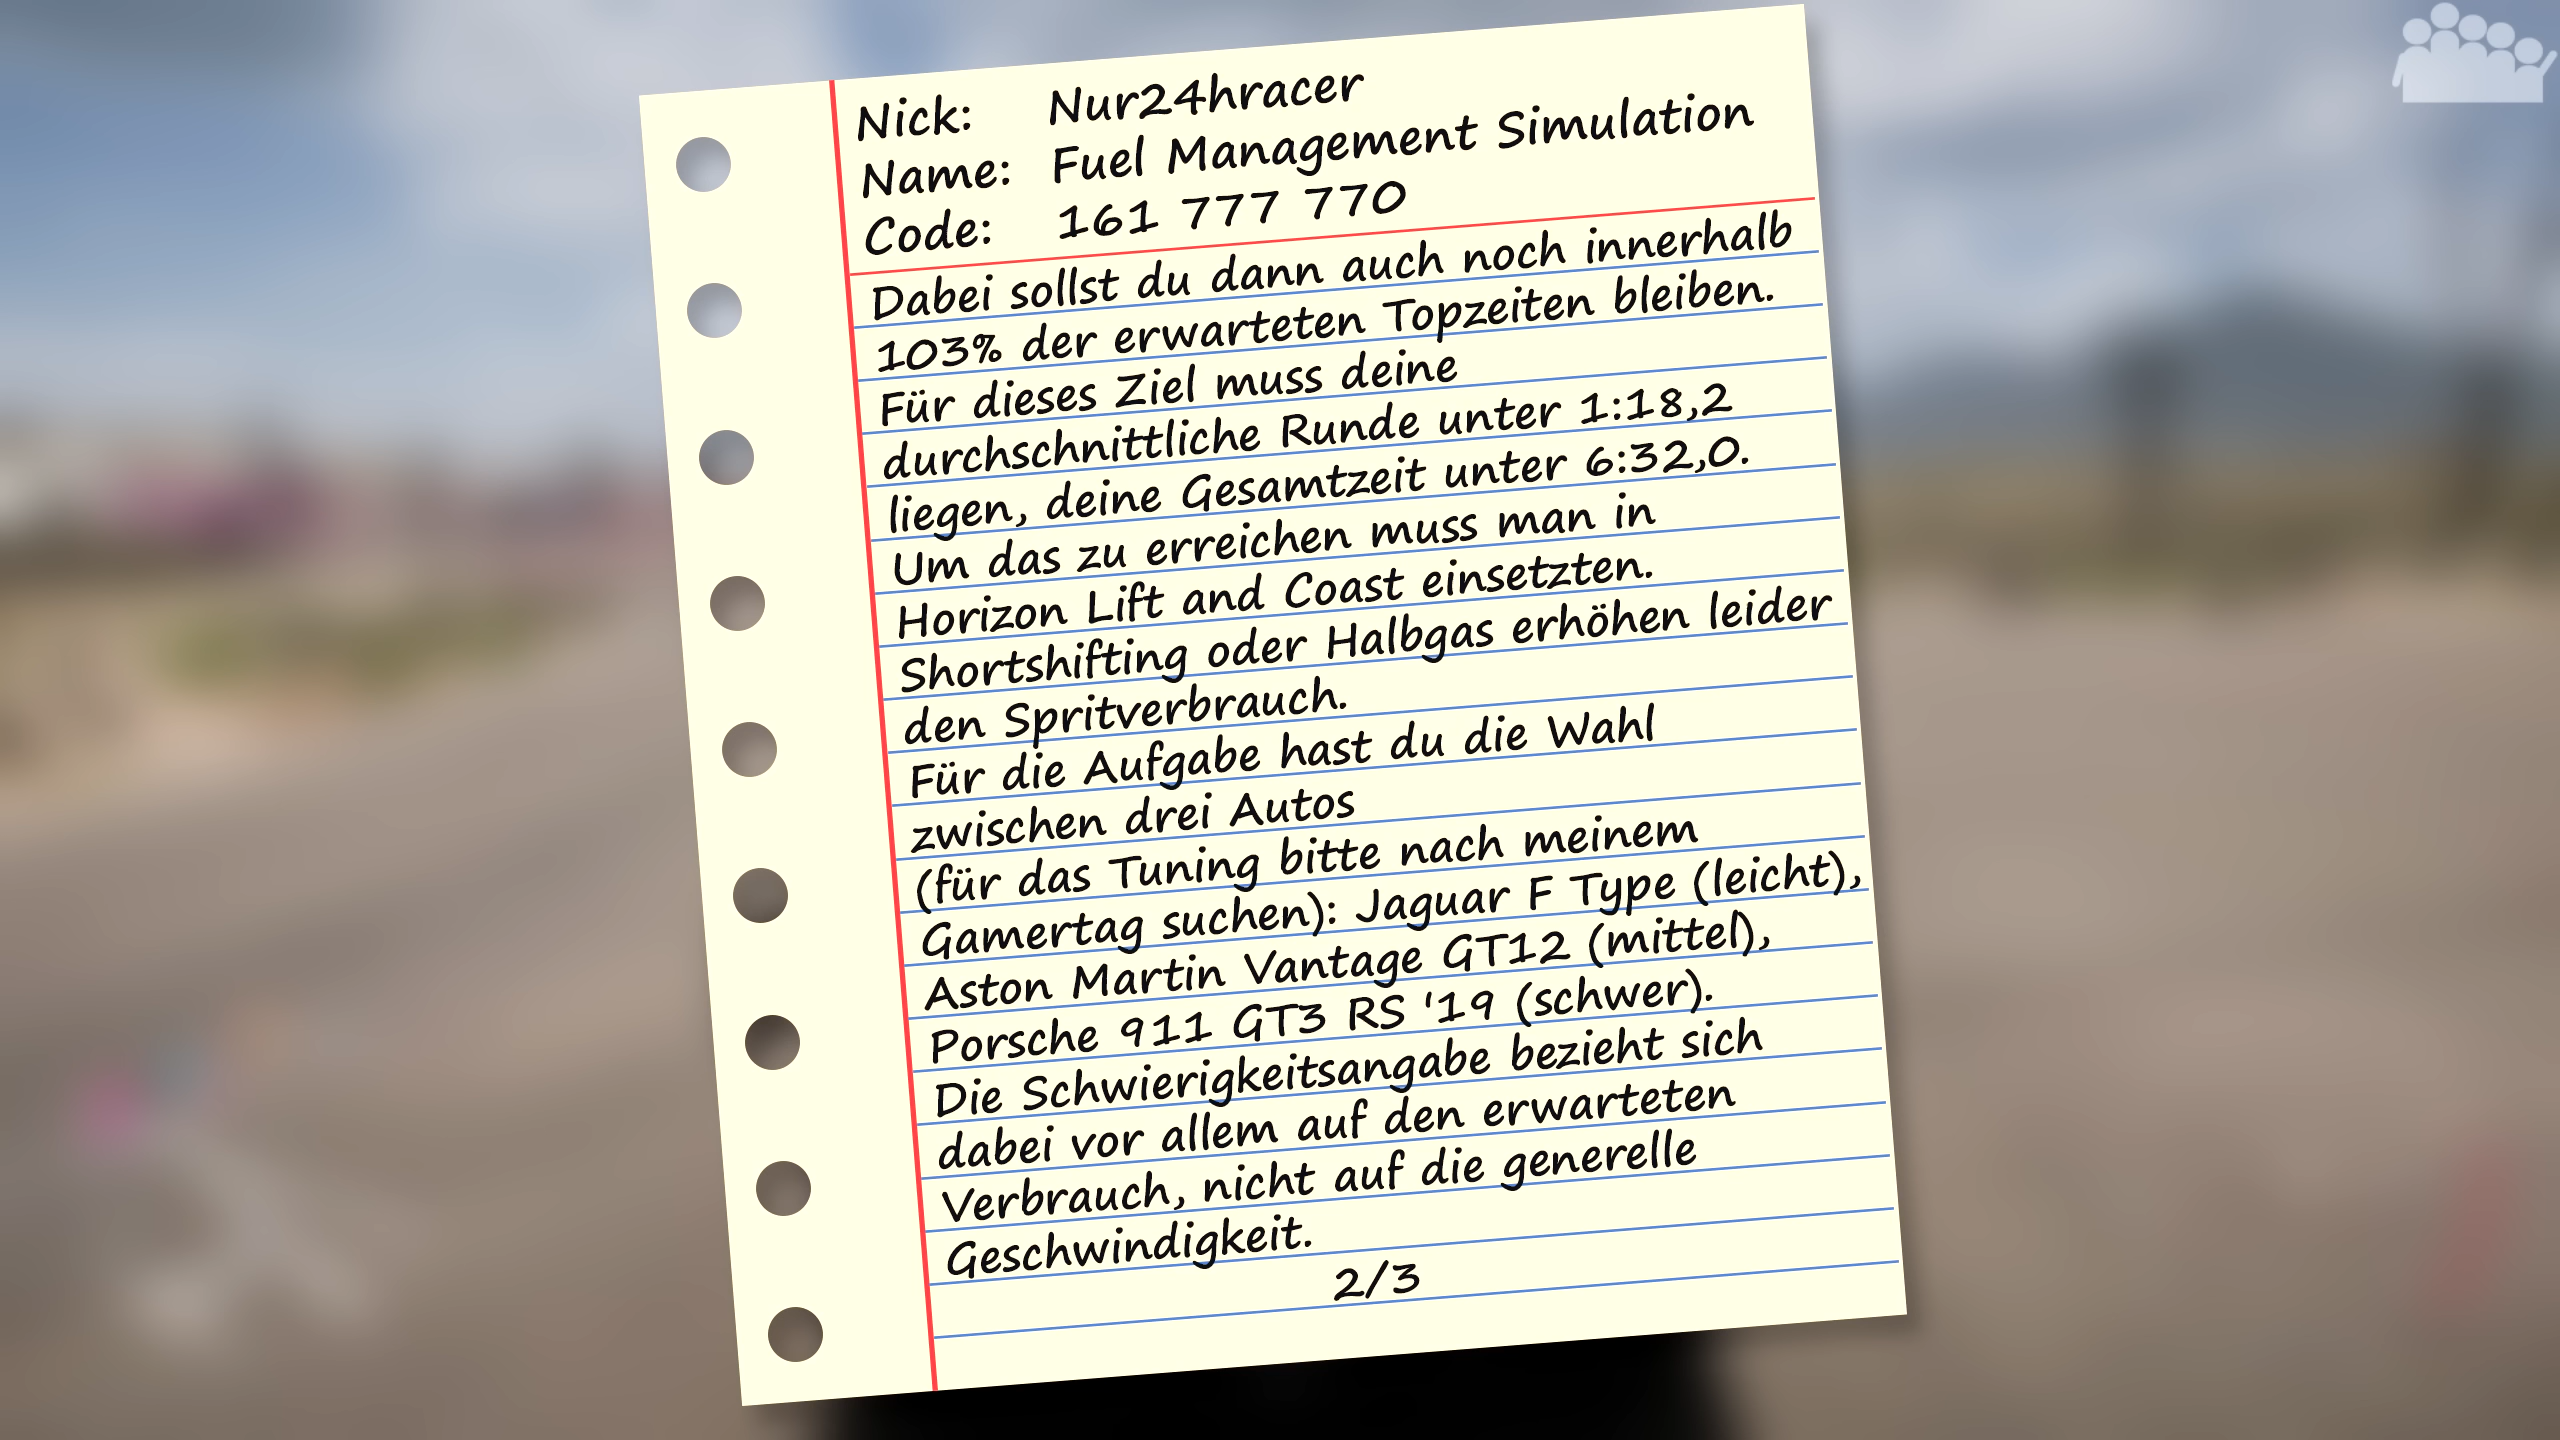 Nick: Nur24hracer
Name: Fuel Management Simulation
Code: 161 777 770
Dabei sollst du dann auch noch innerhalb
103% der erwarteten Topzeiten bleiben.
Für dieses Ziel muss deine
durchschnittliche Runde unter 1:18,2
liegen, deine Gesamtzeit unter 6:32,0.
Um das zu erreichen muss man in
Horizon Lift and Coast einsetzten.
Shortshifting oder Halbgas erhöhen leider
den Spritverbrauch.
Für die Aufgabe hast du die Wahl
zwischen drei Autos
(für das Tuning bitte nach meinem
Gamertag suchen): Jaguar F Type (leicht),
Aston Martin Vantage GT12 (mittel),
Porsche 911 GT3 RS '19 (schwer).
Die Schwierigkeitsangabe bezieht sich
dabei vor allem auf den erwarteten
Verbrauch, nicht auf die generelle
Geschwindigkeit.
2/3